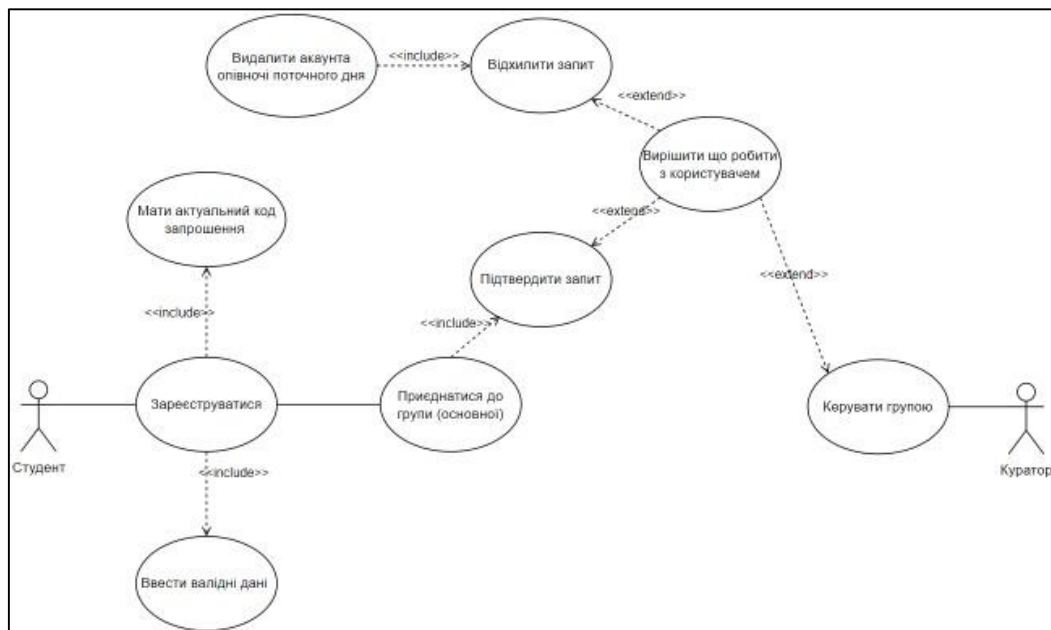 Видалити акаунта
опівночі поточного дня
<<include>>
Відхилити запит
<<extend>>
Вирішити що робити
з користувачем
Мати актуальний код
запрошення
<<extend>>
Підтвердити запит
<<extend>>
<<include>>
<<include>>
Зареєструватися
Приєднатися до
групи (основної)
Керувати групою
Студент
Куратор
<<include>>
Ввести валідні дані